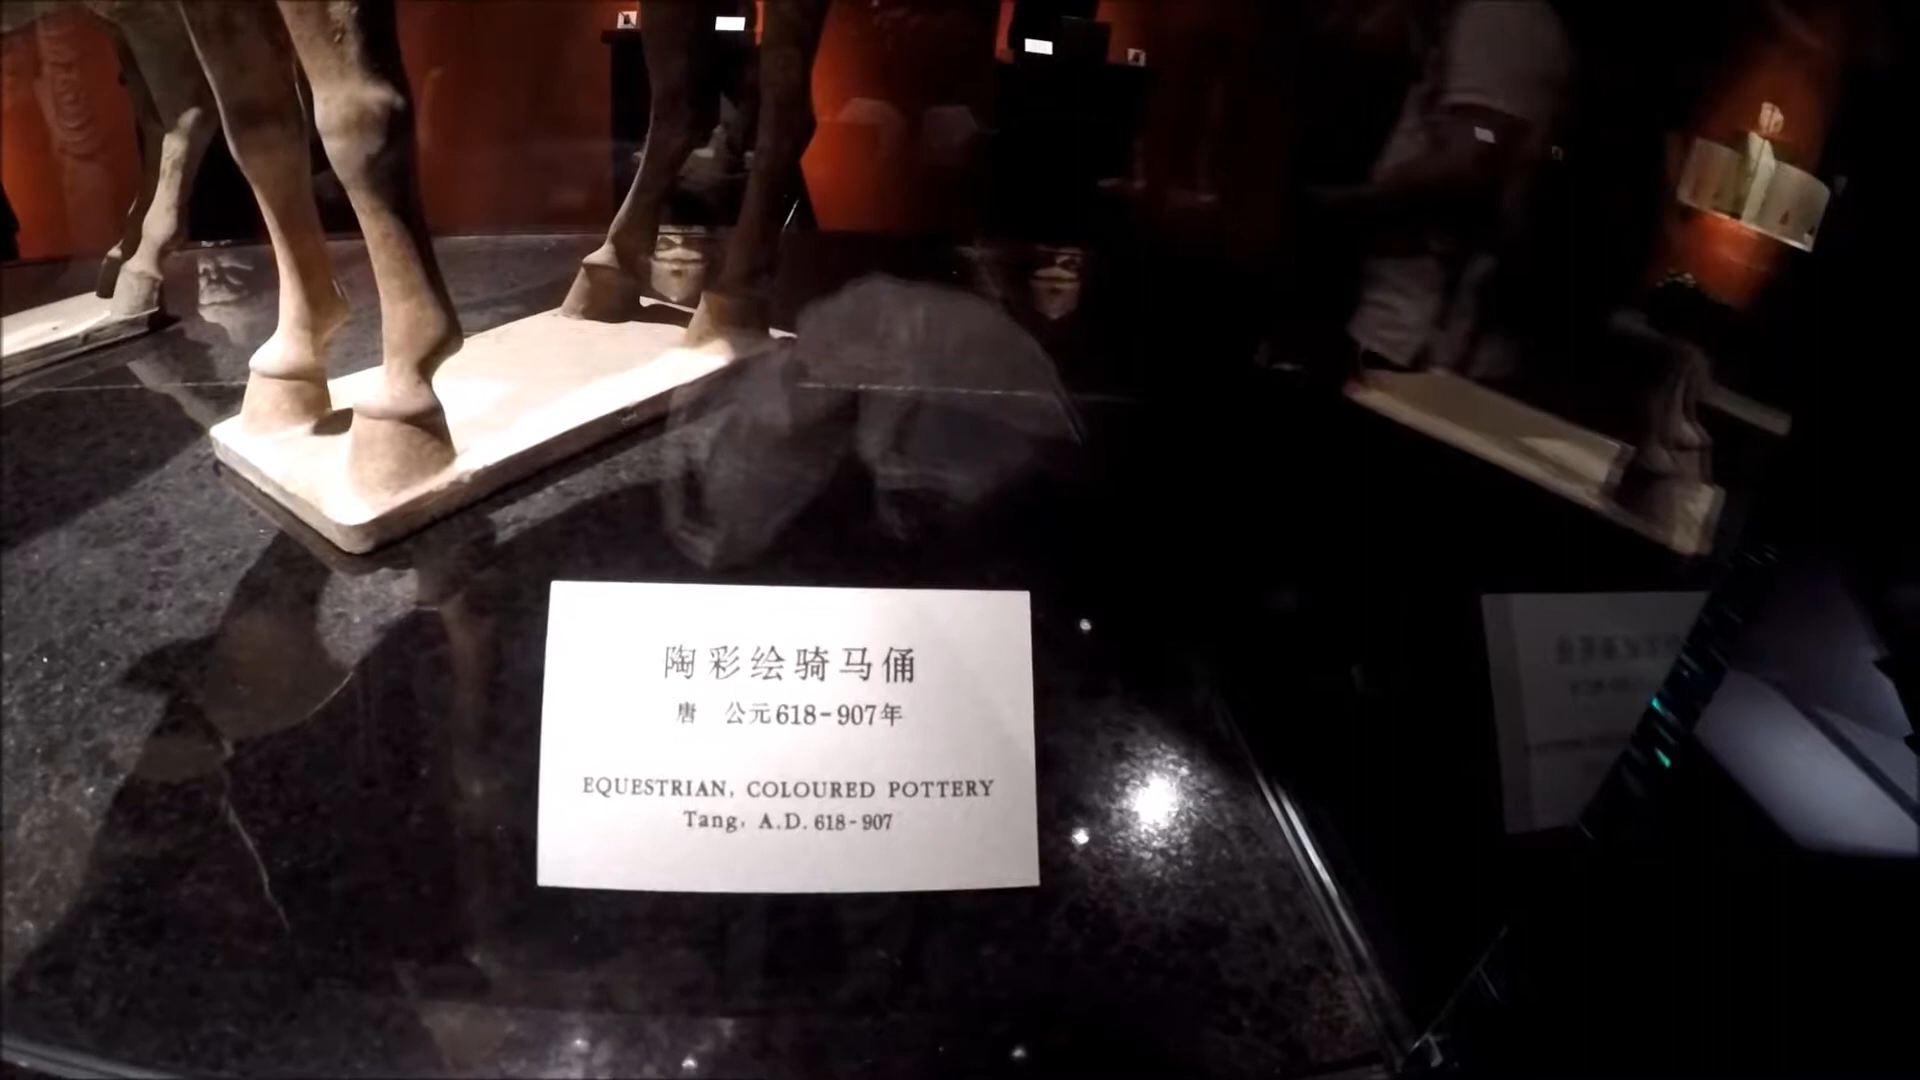 陶彩绘骑马俑
唐 公元618-907年
EQUESTRIAN, COLOURED POTTERY
Tang, A.D. 618-907